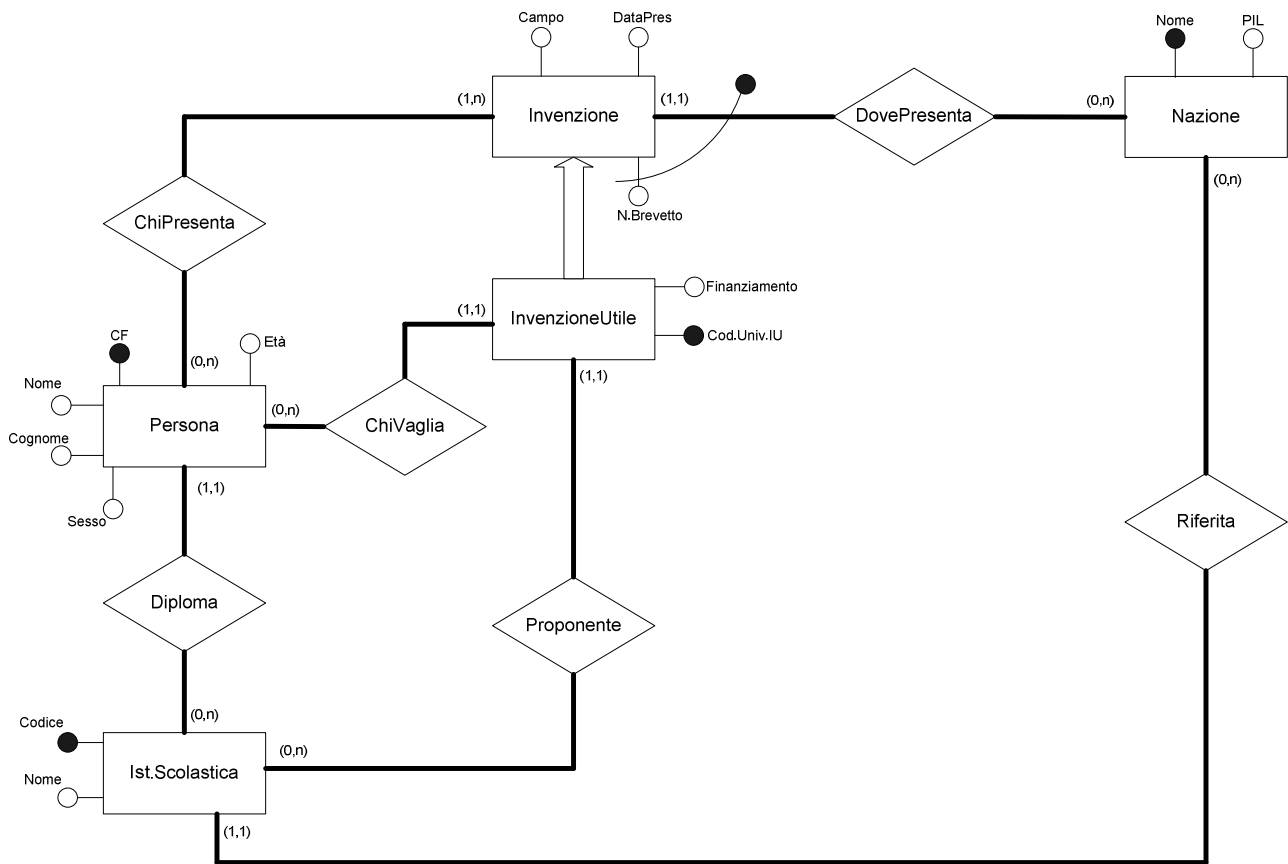 Campo
DataPres
Nome
PIL
(1,n)
Invenzione
(1,1)
DovePresenta
(0,n)
Nazione
(0,n)
N.Brevetto
ChiPresenta
Finanziamento
(1,1)
InvenzioneUtile
Cod.Univ.IU
CF
Età
(0,n)
(1,1)
Nome
Persona
(0,n)
ChiVaglia
Cognome
(1,1)
Sesso
Riferita
Diploma
Proponente
(0,n)
Codice
(0,n)
Ist.Scolastica
Nome
(1,1)